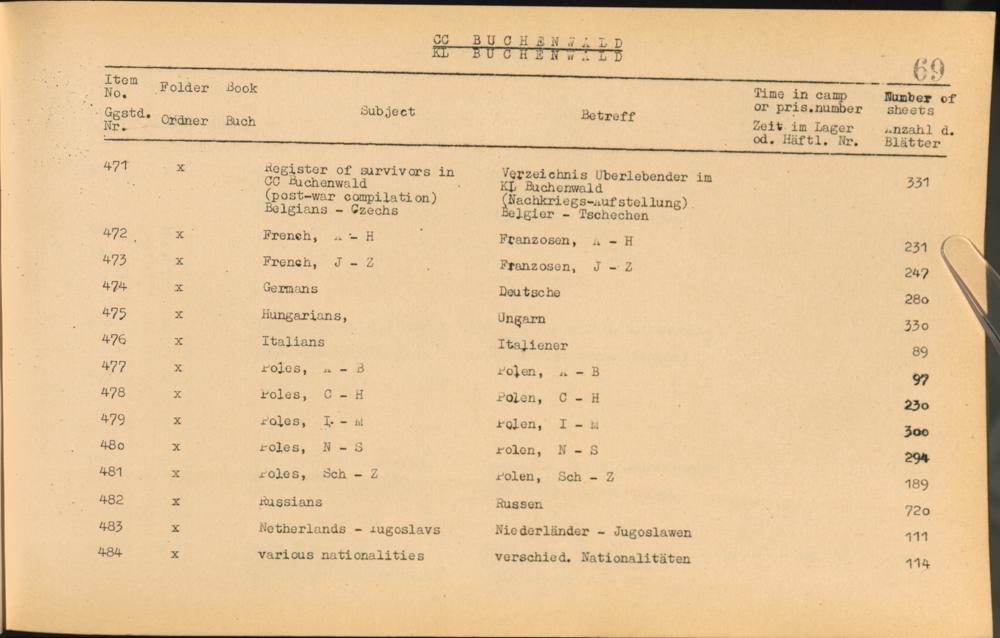 CC BUCHENWALD
KL BUCHENWALD
69
Item No. Folder Book Subject Betreff Time in camp or pris.number Number of sheets
Ggstd. Nr. Ordner Buch Zeit im Lager od. Häftl. Nr. Anzahl d. Blätter
471 x Register of survivors in Verzeichnis Uberlebender im 331
CC Buchenwald KL Buchenwald
(post-war compilation) (Nachkriegs-Aufstellung)
Belgians - Czechs Belgier - Tschechen
472 x French, A - H Franzosen, A - H 231
473 x French, J - Z Franzosen, J - Z 247
474 x Germans Deutsche 280
475 x Hungarians, Ungarn 330
476 x Italians Italiener 89
477 x Poles, A - B Polen, A - B 97
478 x Poles, C - H Polen, C - H 230
479 x Poles, I - M Polen, I - M 300
480 x Poles, N - S Polen, N - S 294
481 x Poles, Sch - Z Polen, Sch - Z 189
482 x Russians Russen 720
483 x Netherlands - Iugoslavs Niederländer - Jugoslawen 111
484 x various nationalities verschied. Nationalitäten 114